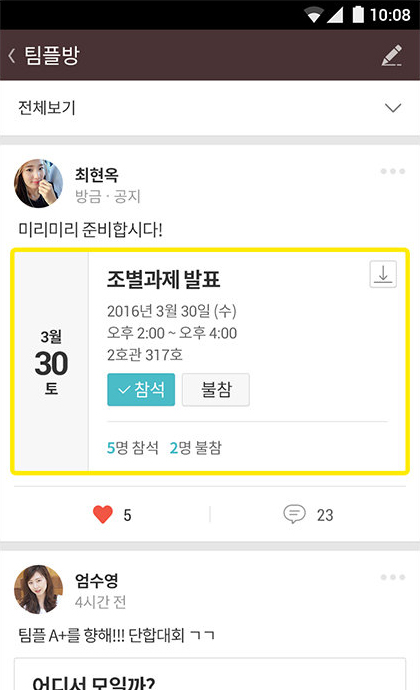 10:08
팀플방
전체보기
최현옥
방금 · 공지
미리미리 준비합시다!
3월
30
토
조별과제 발표
2016년 3월 30일 (수)
오후 2:00 ~ 오후 4:00
2호관 317호
참석
불참
5명 참석 2명 불참
5
23
엄수영
4시간 전
팀플 A+를 향해!!! 단합대회 ㄱㄱ
어디서 모일까?